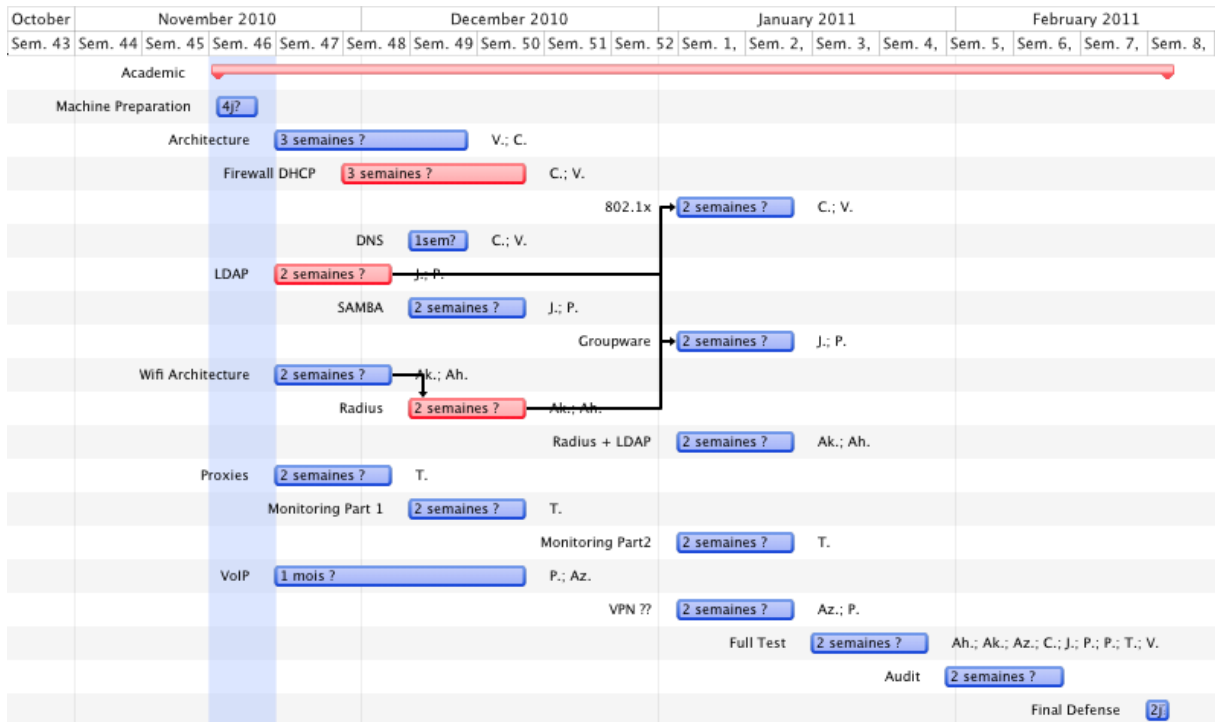 October November 2010 December 2010 January 2011 February 2011
Sem. 43 Sem. 44 Sem. 45 Sem. 46 Sem. 47 Sem. 48 Sem. 49 Sem. 50 Sem. 51 Sem. 52 Sem. 1, Sem. 2, Sem. 3, Sem. 4, Sem. 5, Sem. 6, Sem. 7, Sem. 8,
Academic
Machine Preparation 4j?
Architecture 3 semaines ? V.; C.
Firewall DHCP 3 semaines ? C.; V.
802.1x 2 semaines ? C.; V.
DNS 1sem? C.; V.
LDAP 2 semaines ? J.; P.
SAMBA 2 semaines ? J.; P.
Groupware 2 semaines ? J.; P.
Wifi Architecture 2 semaines ? Ak.; Ah.
Radius 2 semaines ? Ak.; Ah.
Radius + LDAP 2 semaines ? Ak.; Ah.
Proxies 2 semaines ? T.
Monitoring Part 1 2 semaines ? T.
Monitoring Part2 2 semaines ? T.
VoIP 1 mois ? P.; Az.
VPN ?? 2 semaines ? Az.; P.
Full Test 2 semaines ? Ah.; Ak.; Az.; C.; J.; P.; P.; T.; V.
Audit 2 semaines ?
Final Defense 2j